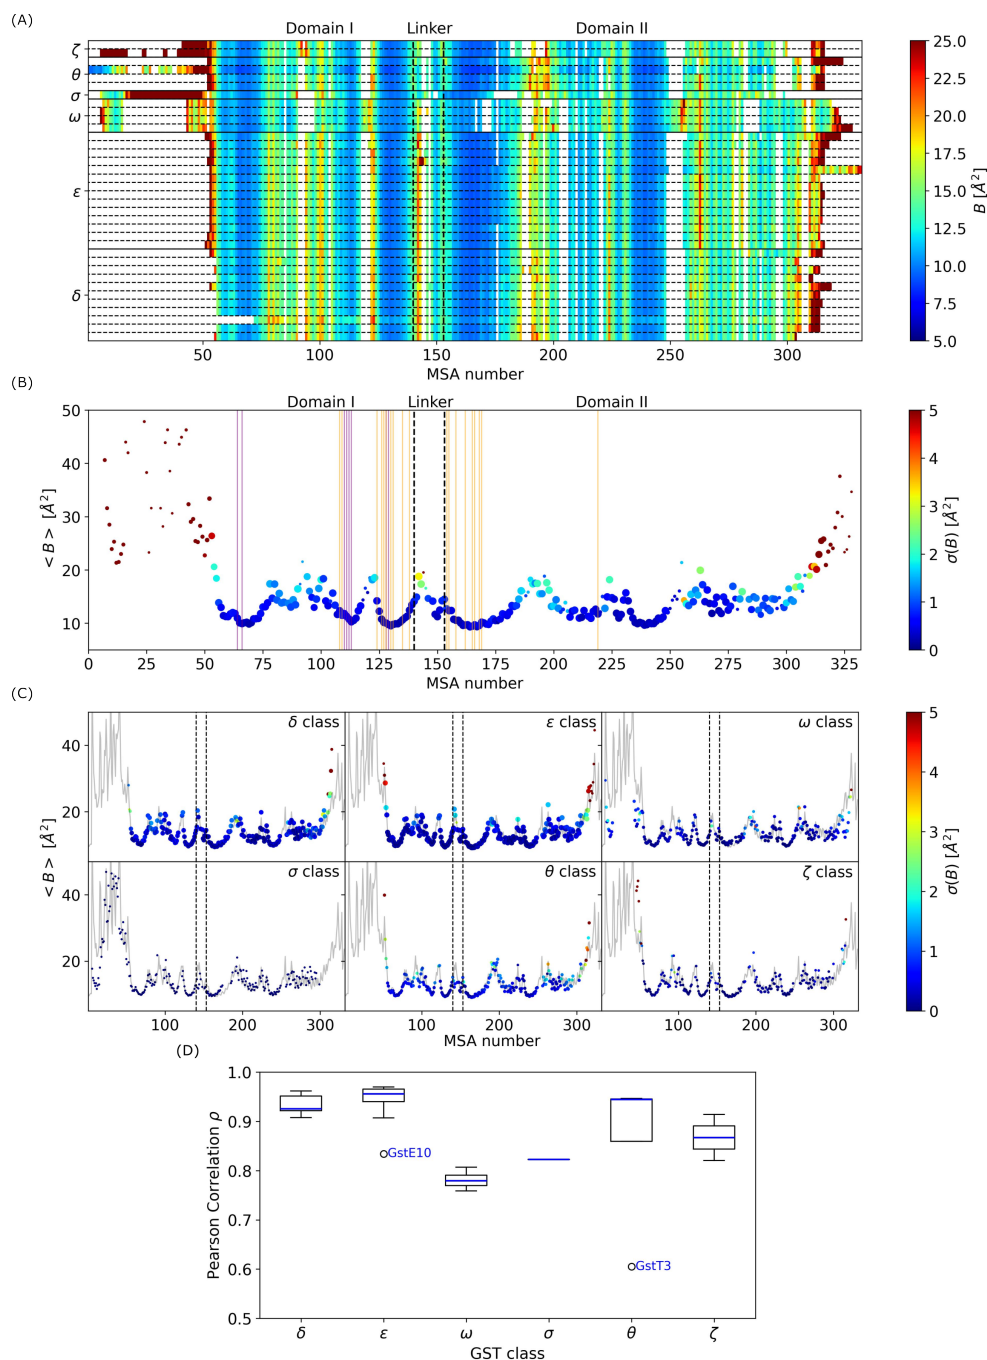 (A)
Domain I Linker Domain II
ζ
θ
σ
ω
ε
δ
50 100 150 200 250 300
MSA number
25.0
22.5
20.0
17.5
15.0
12.5
10.0
7.5
5.0
B [Å²]
(B)
Domain I Linker Domain II
50
40
30
20
10
<B> [Å²]
0 25 50 75 100 125 150 175 200 225 250 275 300 325
MSA number
5
4
3
2
1
0
σ(B) [Å²]
(C)
δ class ε class ω class
40
20
σ class θ class ζ class
40
20
<B> [Å²]
100 200 300 100 200 300 100 200 300
MSA number
5
4
3
2
1
0
σ(B) [Å²]
(D)
1.0
0.9
0.8
0.7
0.6
0.5
Pearson Correlation ρ
GstE10
GstT3
δ ε ω σ θ ζ
GST class